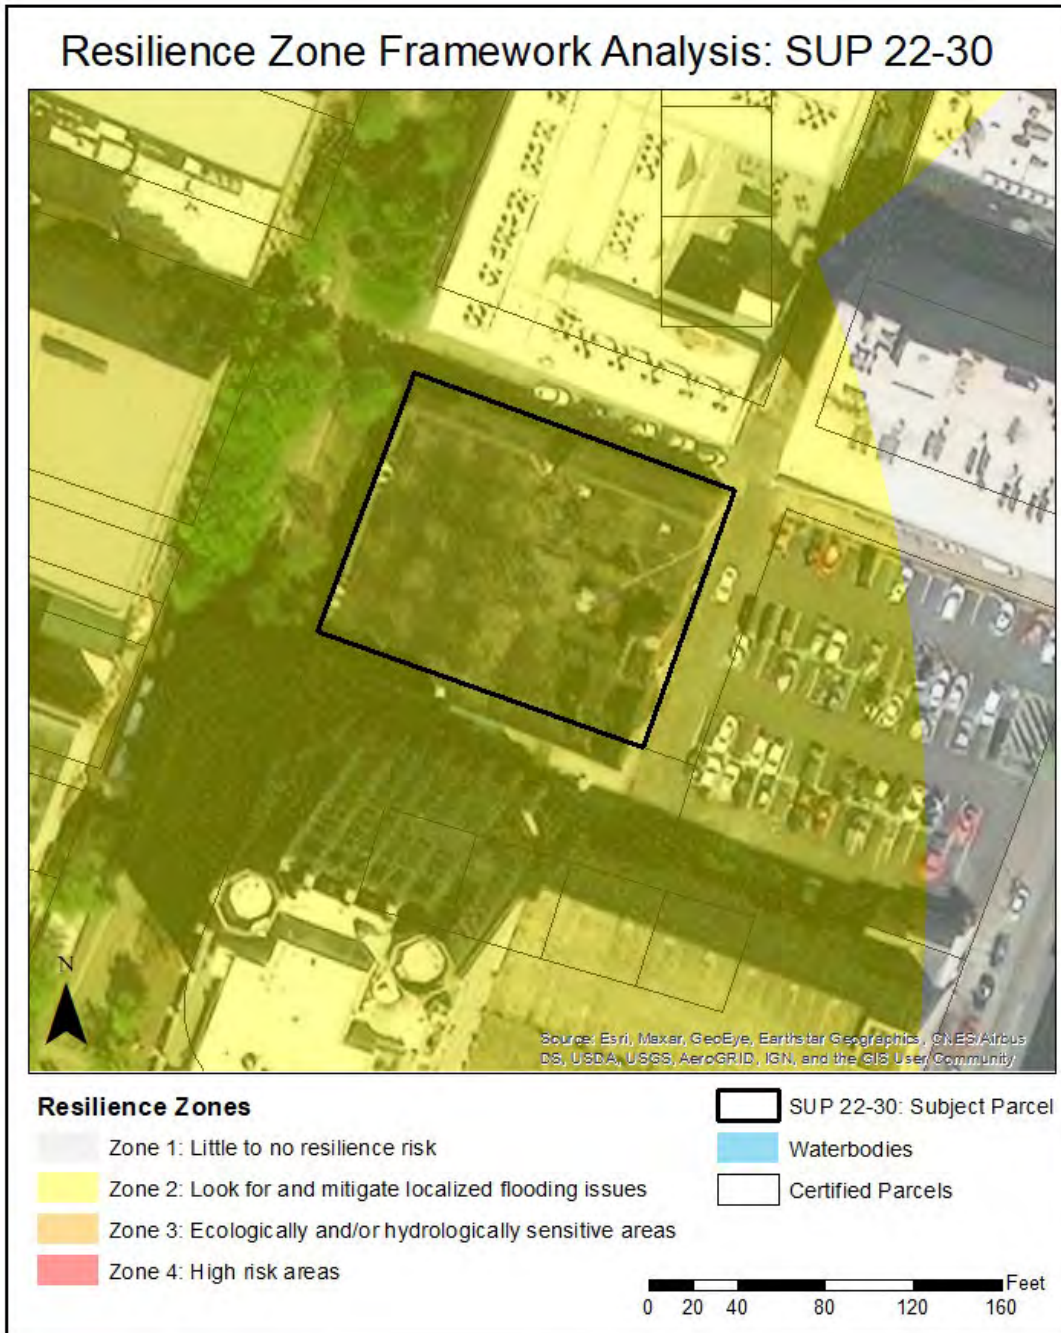 Resilience Zone Framework Analysis: SUP 22-30
N
Source: Esri, Maxar, GeoEye, Earthstar Geographics, CNES/Airbus
DS, USDA, USGS, AeroGRID, IGN, and the GIS User Community
Resilience Zones
Zone 1: Little to no resilience risk
Zone 2: Look for and mitigate localized flooding issues
Zone 3: Ecologically and/or hydrologically sensitive areas
Zone 4: High risk areas
SUP 22-30: Subject Parcel
Waterbodies
Certified Parcels
Feet
0 20 40 80 120 160